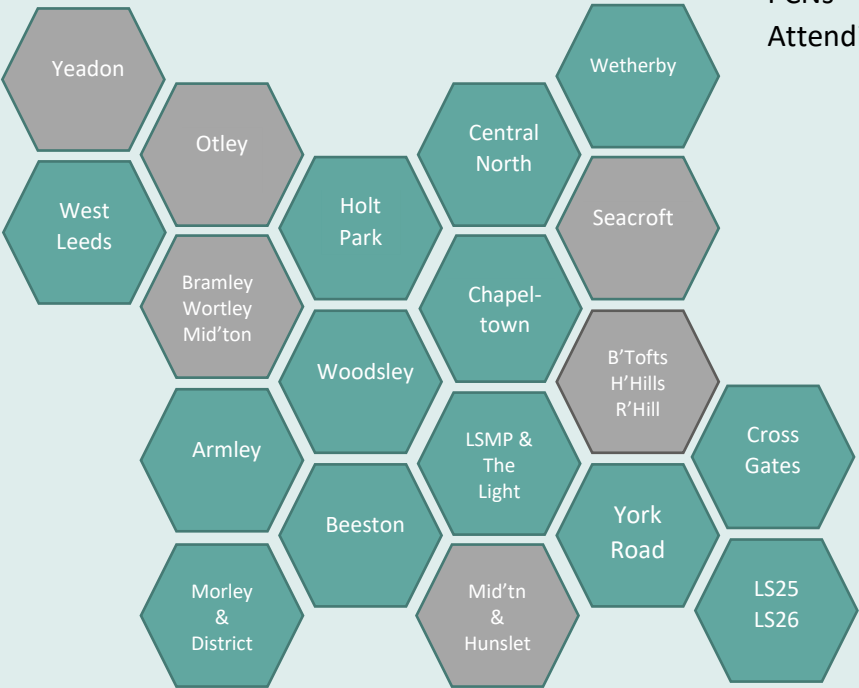 PCNs
Yeadon
Wetherby
Otley
Central
North
West
Leeds
Holt
Park
Seacroft
Bramley
Wortley
Mid'ton
Chapel-
town
Woodsley
B'Tofts
H'Hills
R'Hill
Armley
LSMP &
The
Light
Cross
Gates
Beeston
York
Road
Morley
&
District
Mid'tn
&
Hunslet
LS25
LS26